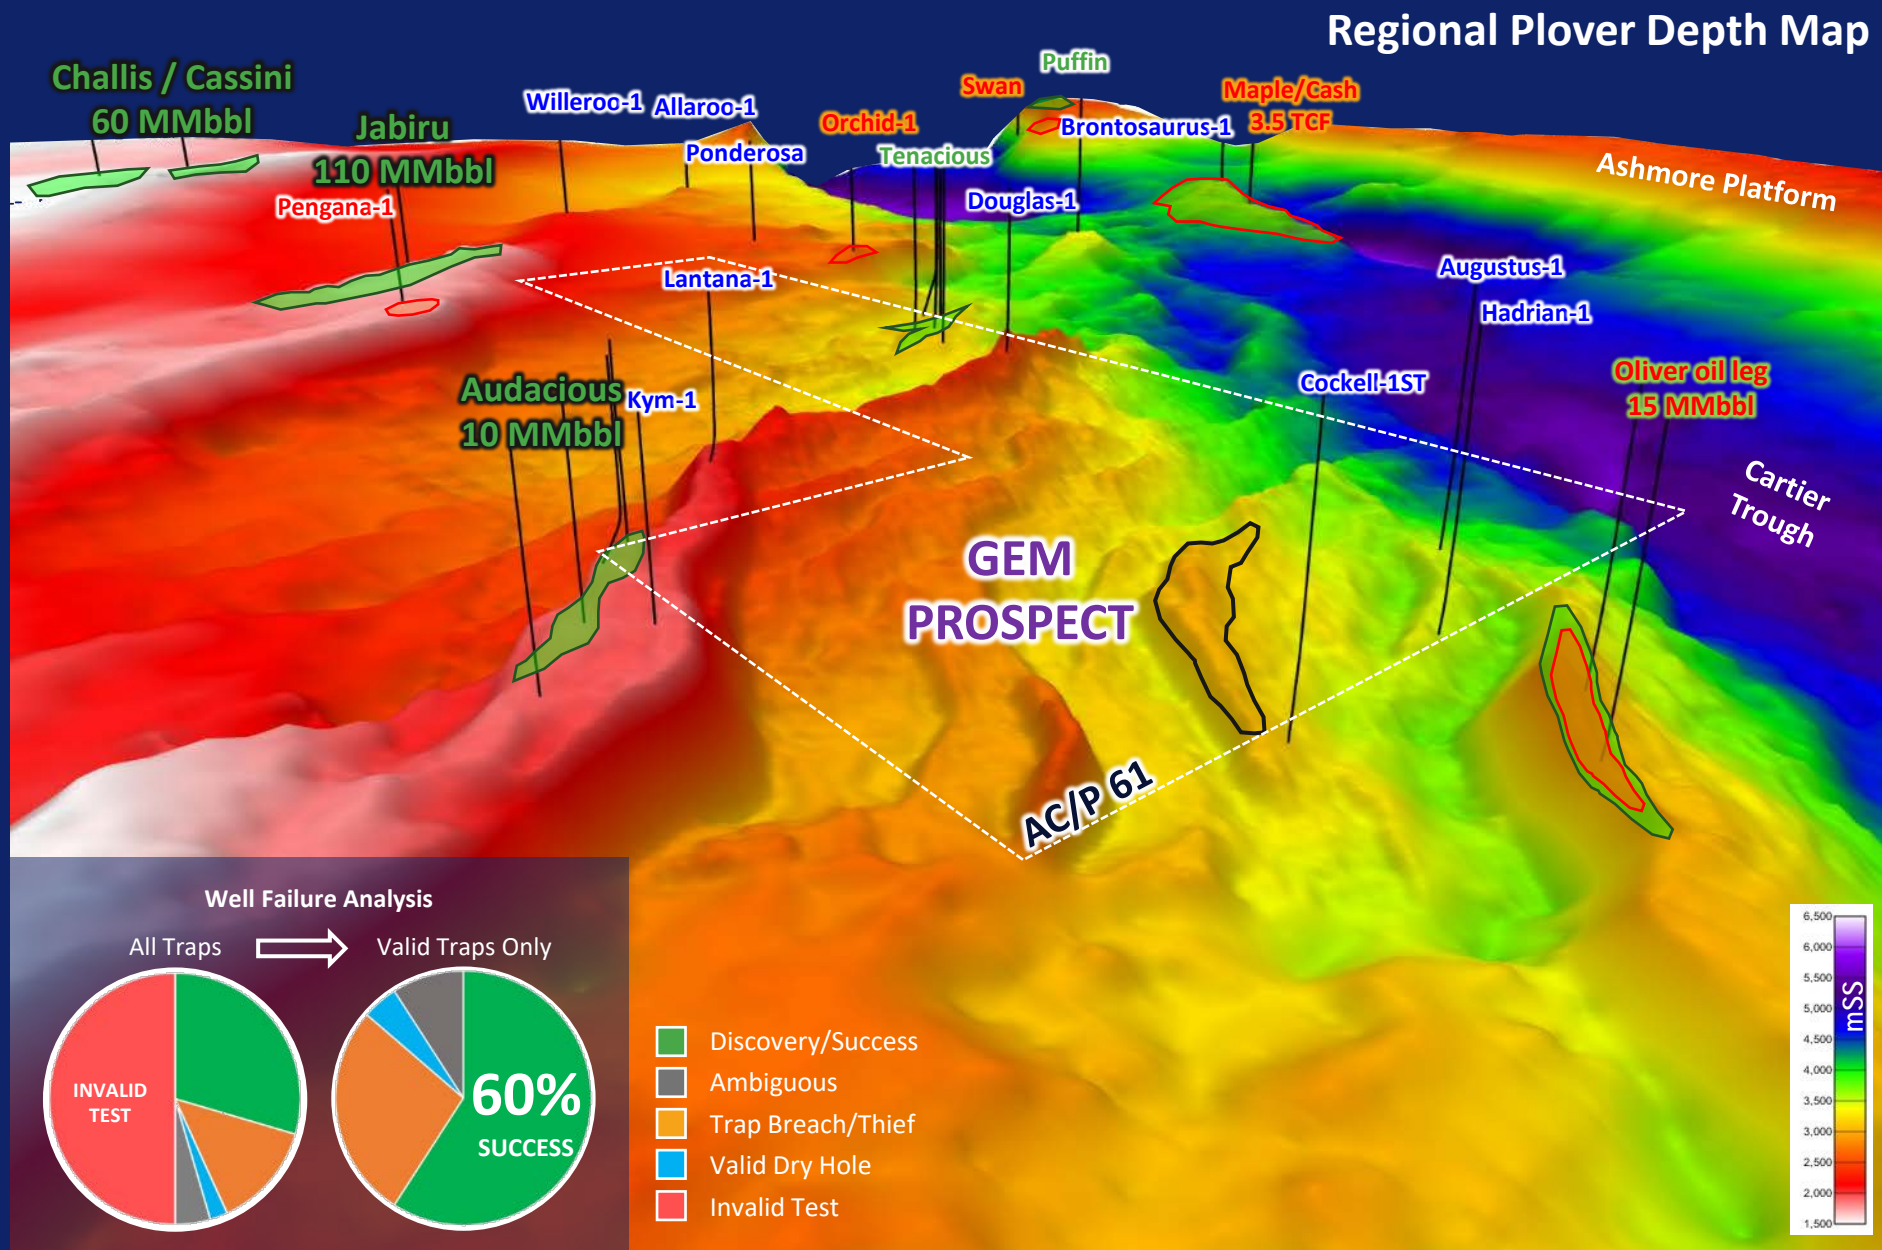 Regional Plover Depth Map
Challis / Cassini
60 MMbbl
Jabiru
110 MMbbl
Pengana-1
Willeroo-1
Allaroo-1
Ponderosa
Orchid-1
Tenacious
Swan
Puffin
Brontosaurus-1
Maple/Cash
3.5 TCF
Ashmore Platform
Douglas-1
Lantana-1
Augustus-1
Hadrian-1
Audacious
10 MMbbl
Kym-1
Cockell-1ST
Oliver oil leg
15 MMbbl
Cartier
Trough
GEM
PROSPECT
AC/P 61
Well Failure Analysis
All Traps
Valid Traps Only
INVALID
TEST
60%
SUCCESS
Discovery/Success
Ambiguous
Trap Breach/Thief
Valid Dry Hole
Invalid Test
6,500
6,000
5,500
5,000
4,500
4,000
3,500
3,000
2,500
2,000
1,500
mSS